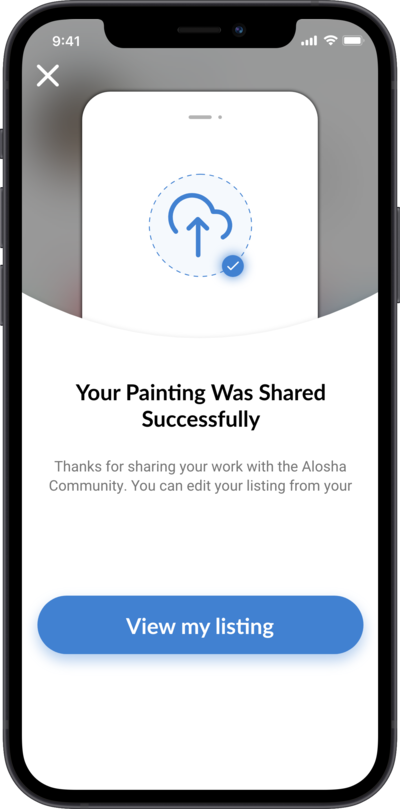 9:41
Your Painting Was Shared
Successfully
Thanks for sharing your work with the Alosha
Community. You can edit your listing from your
View my listing